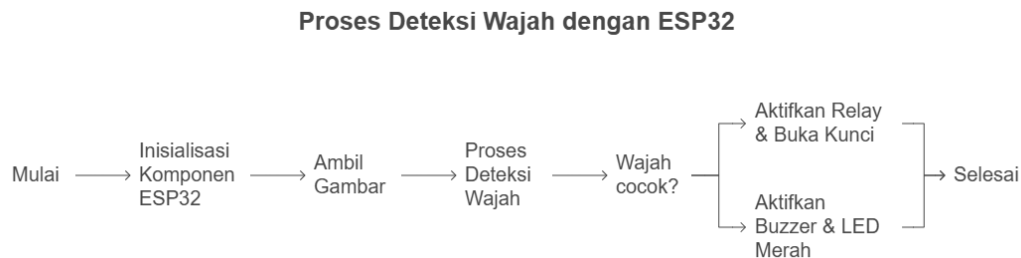 Proses Deteksi Wajah dengan ESP32
Mulai
Inisialisasi
Komponen
ESP32
Ambil
Gambar
Proses
Deteksi
Wajah
Wajah
cocok?
Aktifkan Relay
& Buka Kunci
Aktifkan
Buzzer & LED
Merah
Selesai